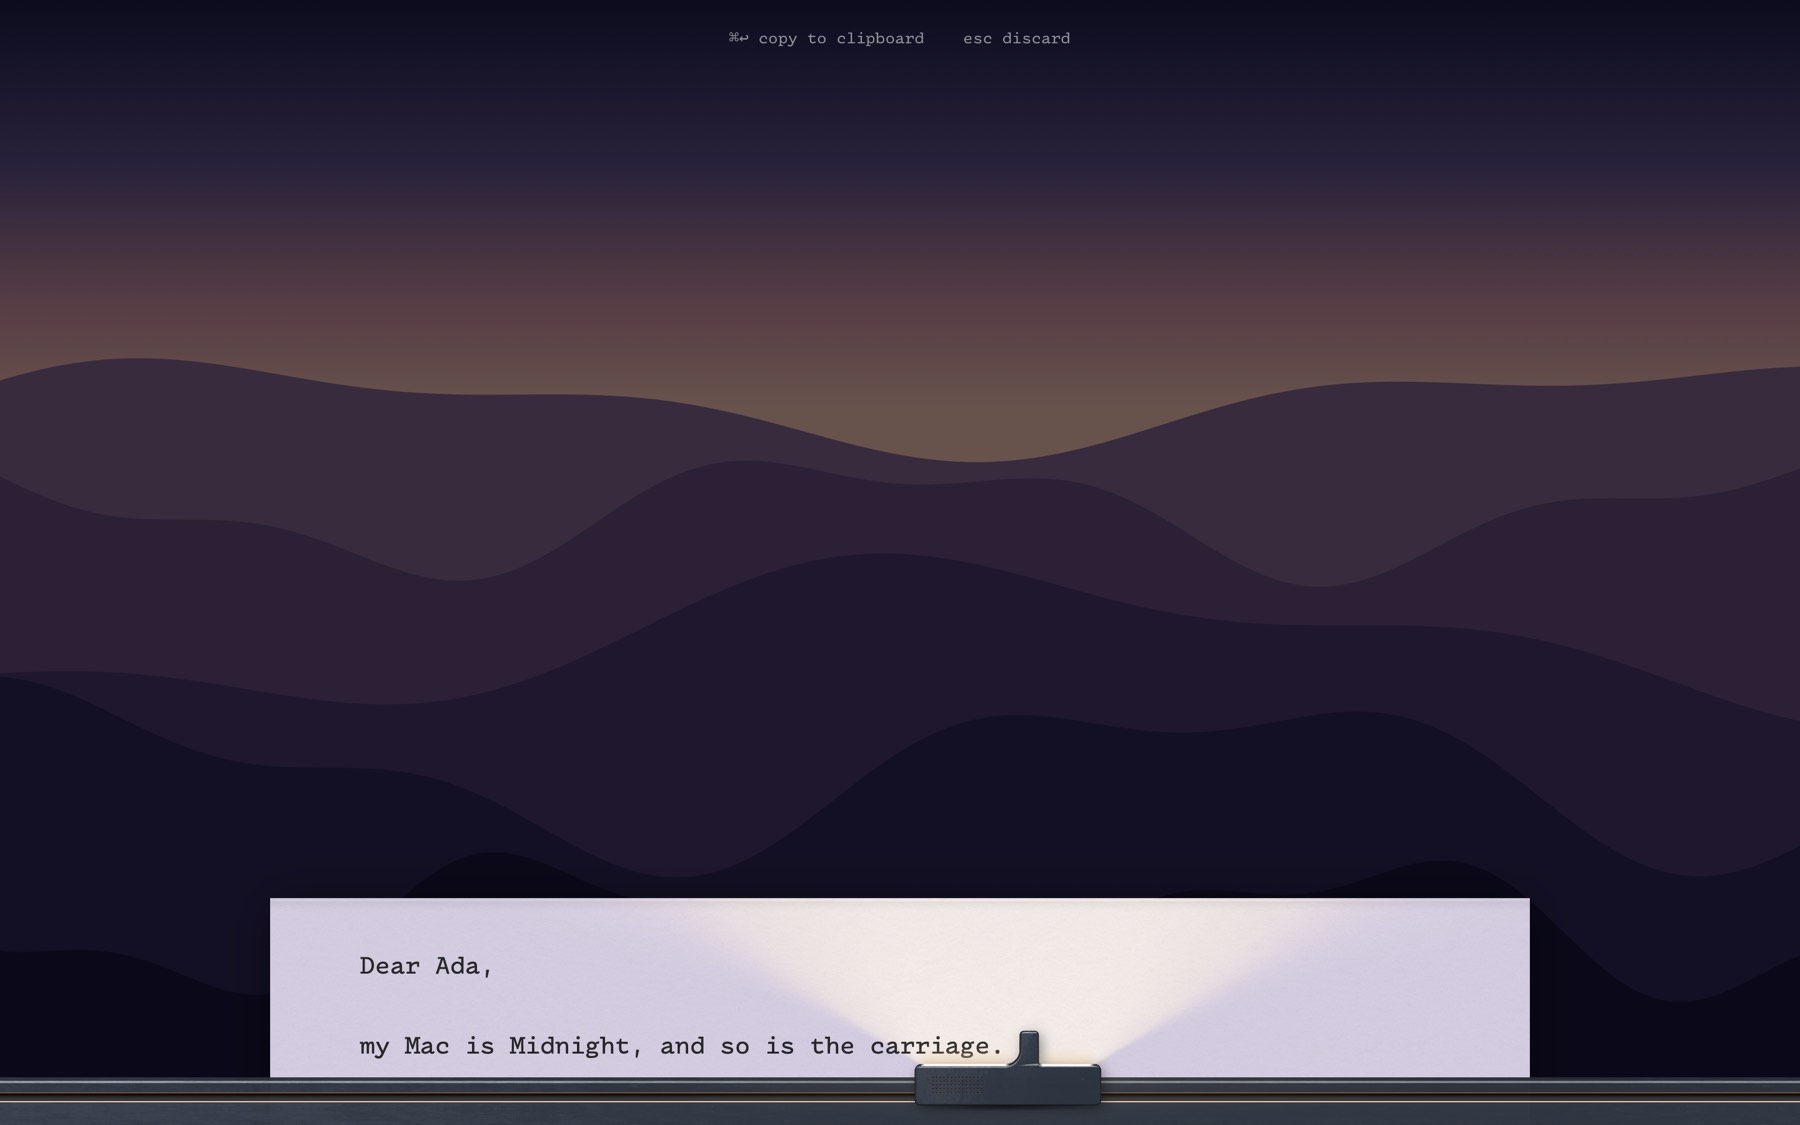 ⌘↩ copy to clipboard esc discard
Dear Ada,
my Mac is Midnight, and so is the carriage.